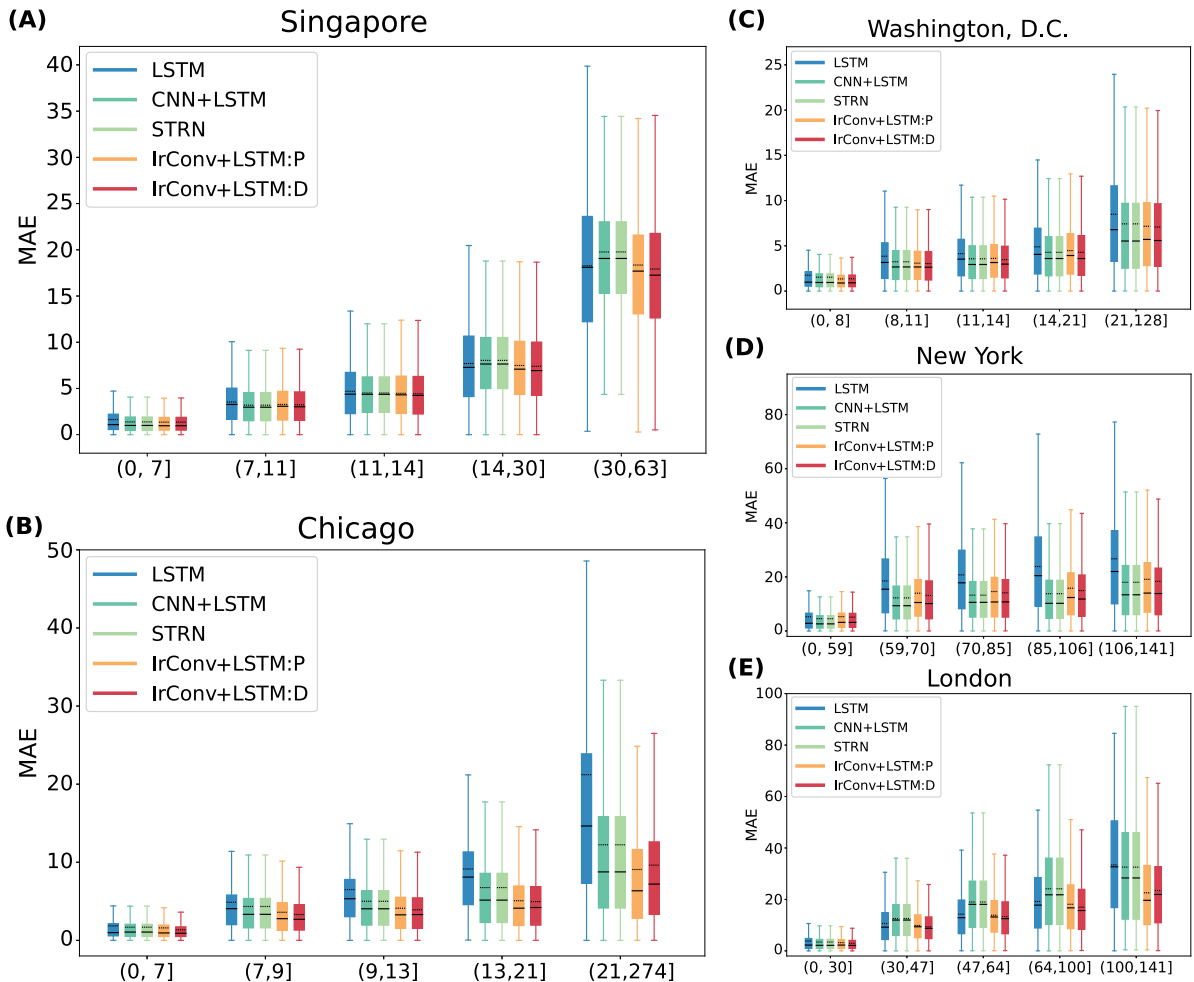 (A)
Singapore
MAE
40
35
30
25
20
15
10
5
0
LSTM
CNN+LSTM
STRN
IrConv+LSTM:P
IrConv+LSTM:D
(0, 7]
(7,11]
(11,14]
(14,30]
(30,63]
(B)
Chicago
MAE
50
40
30
20
10
0
LSTM
CNN+LSTM
STRN
IrConv+LSTM:P
IrConv+LSTM:D
(0, 7]
(7,9]
(9,13]
(13,21]
(21,274]
(C)
Washington, D.C.
MAE
25
20
15
10
5
0
LSTM
CNN+LSTM
STRN
IrConv+LSTM:P
IrConv+LSTM:D
(0, 8]
(8,11]
(11,14]
(14,21]
(21,128]
(D)
New York
MAE
80
60
40
20
0
LSTM
CNN+LSTM
STRN
IrConv+LSTM:P
IrConv+LSTM:D
(0, 59]
(59,70]
(70,85]
(85,106]
(106,141]
(E)
London
MAE
100
80
60
40
20
0
LSTM
CNN+LSTM
STRN
IrConv+LSTM:P
IrConv+LSTM:D
(0, 30]
(30,47]
(47,64]
(64,100]
(100,141]